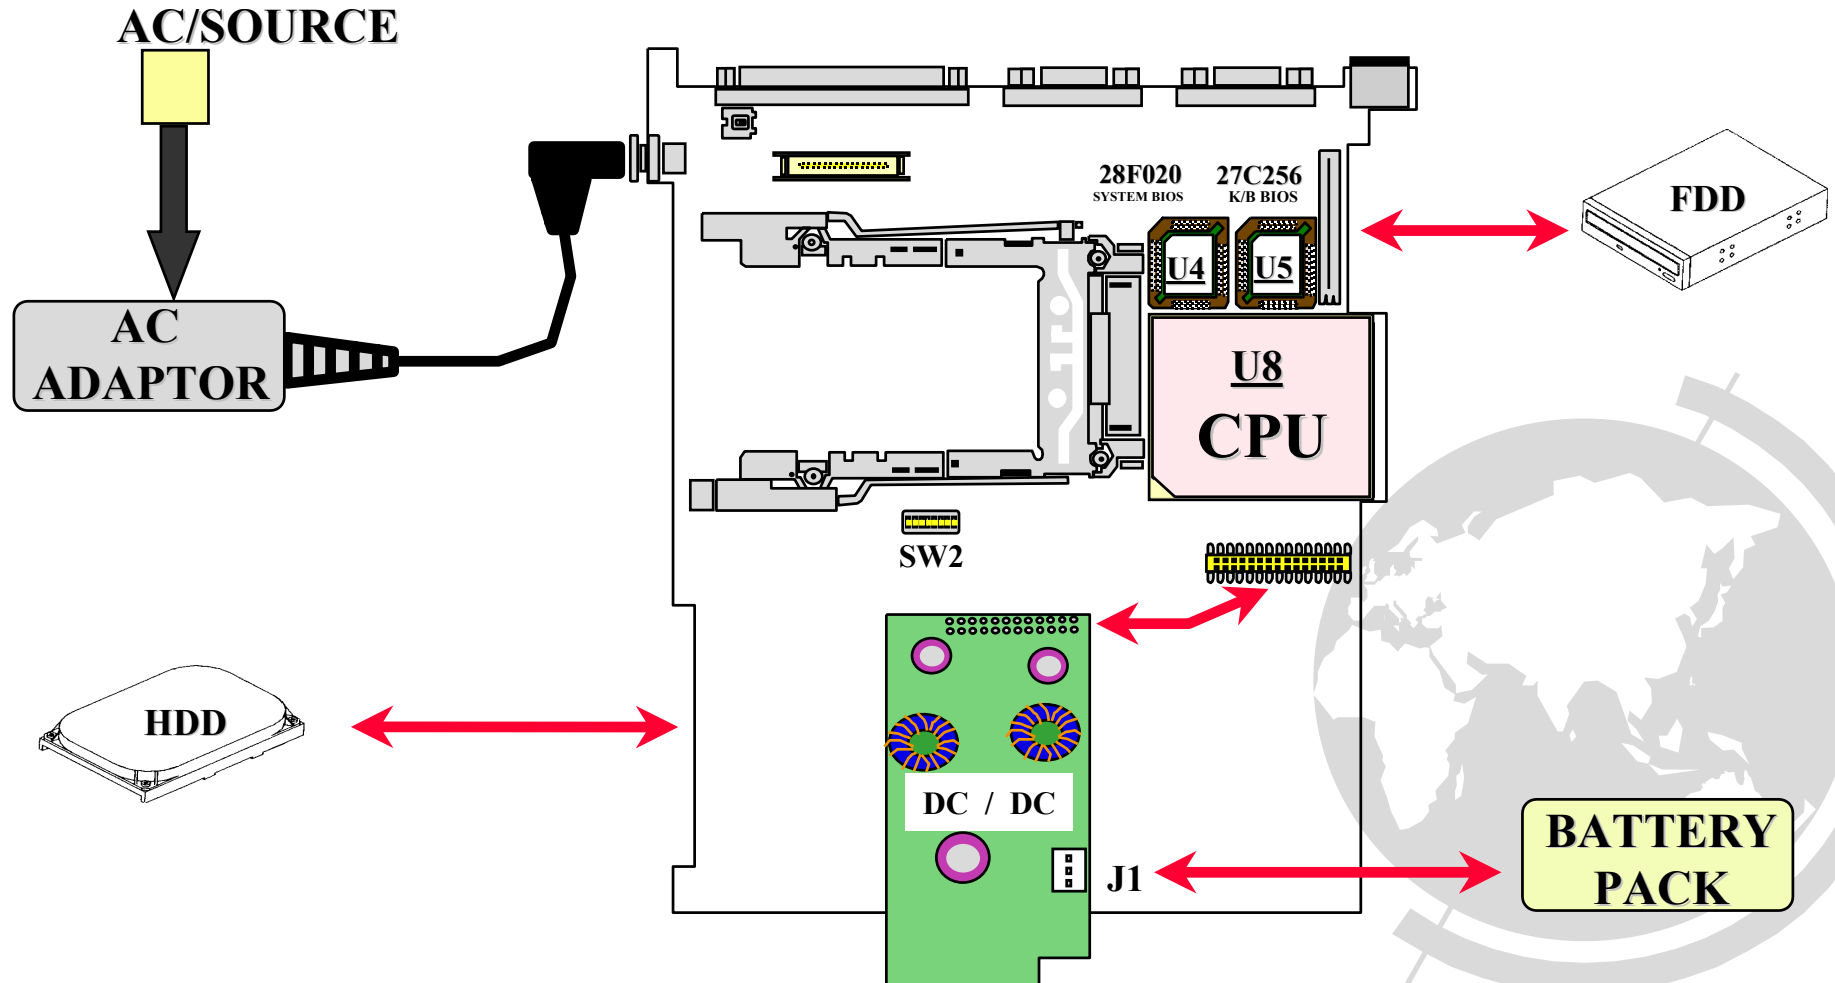 AC/SOURCE
28F020
SYSTEM BIOS
27C256
K/B BIOS
FDD
U4
U5
AC
ADAPTOR
U8
CPU
SW2
HDD
DC / DC
J1
BATTERY
PACK